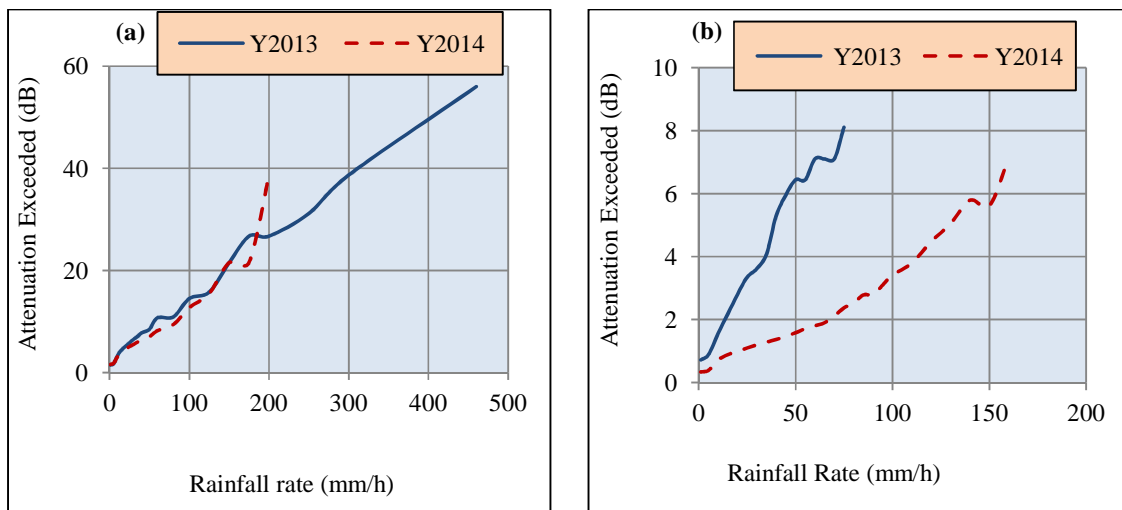 (a)
Y2013 Y2014
Attenuation Exceeded (dB)
60
40
20
0
0 100 200 300 400 500
Rainfall rate (mm/h)
(b)
Y2013 Y2014
Attenuation Exceeded (dB)
10
8
6
4
2
0
0 50 100 150 200
Rainfall Rate (mm/h)